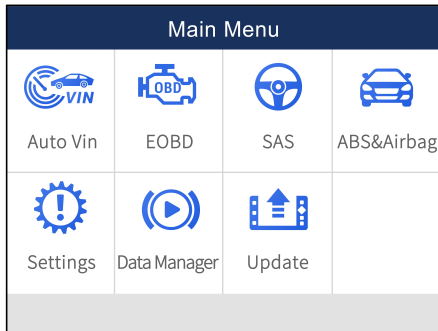 Main Menu
VIN
OBD
Auto Vin
EOBD
SAS
ABS&Airbag
Settings
Data Manager
Update